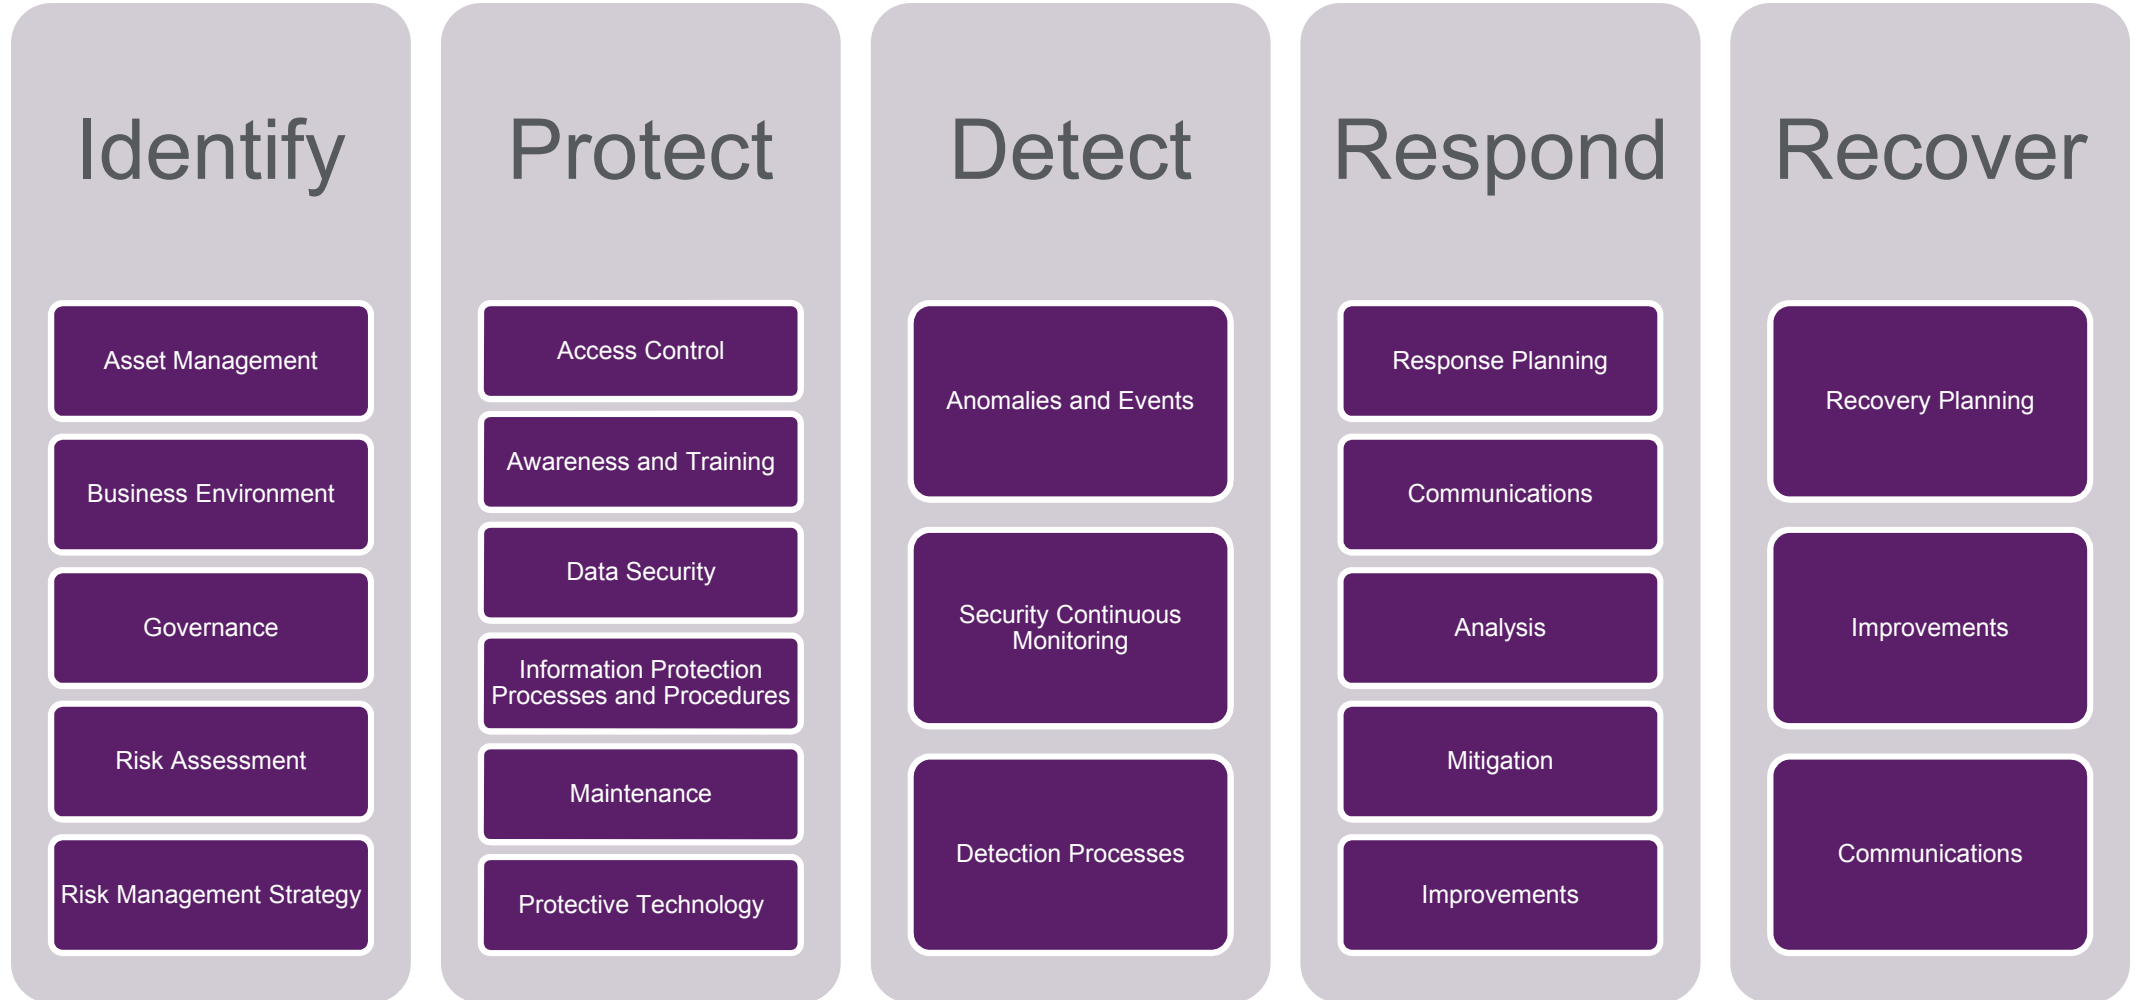 Identify
Asset Management
Business Environment
Governance
Risk Assessment
Risk Management Strategy
Protect
Access Control
Awareness and Training
Data Security
Information Protection
Processes and Procedures
Maintenance
Protective Technology
Detect
Anomalies and Events
Security Continuous
Monitoring
Detection Processes
Respond
Response Planning
Communications
Analysis
Mitigation
Improvements
Recover
Recovery Planning
Improvements
Communications